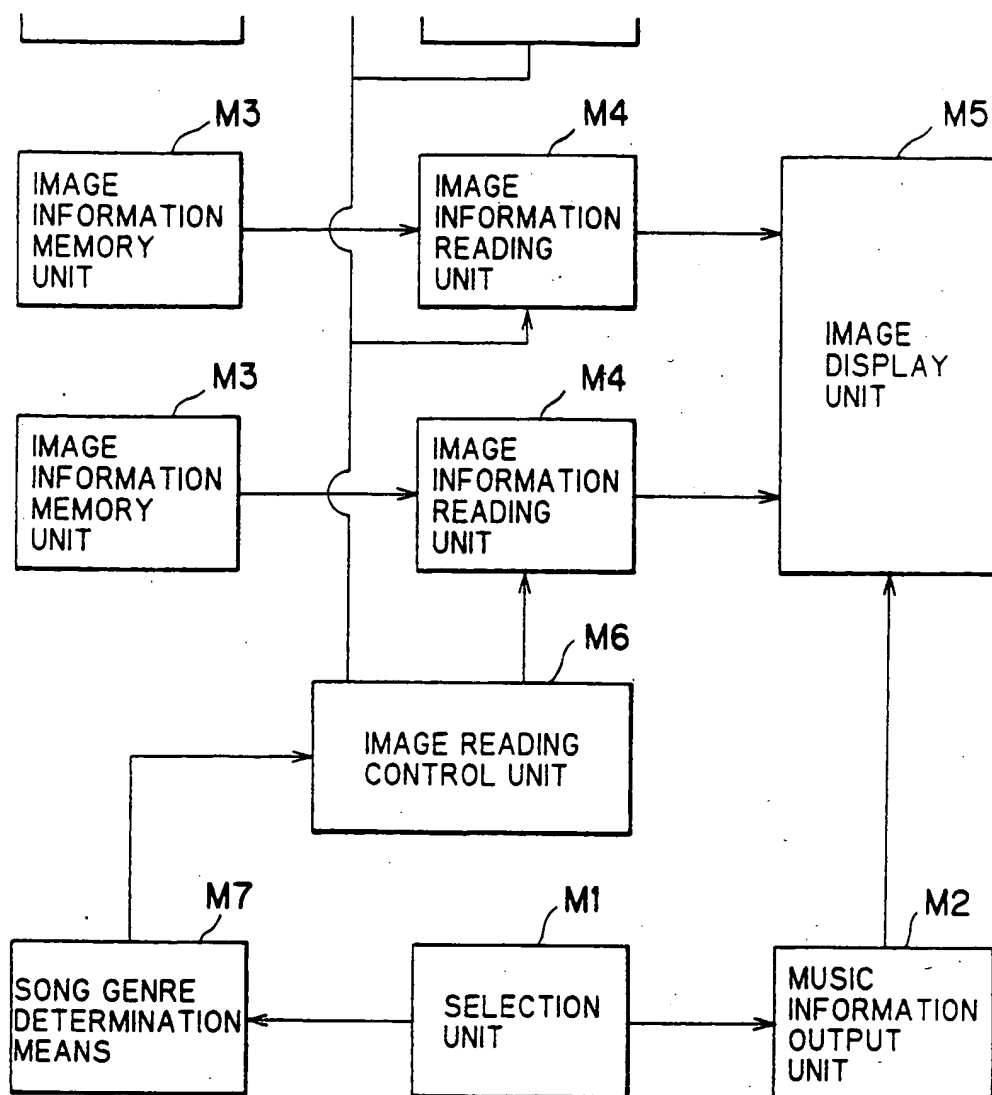 M3
M4
M5
IMAGE
INFORMATION
MEMORY
UNIT
IMAGE
INFORMATION
READING
UNIT
IMAGE
DISPLAY
UNIT
M3
M4
IMAGE
INFORMATION
MEMORY
UNIT
IMAGE
INFORMATION
READING
UNIT
M6
IMAGE READING
CONTROL UNIT
M7
M1
M2
SONG GENRE
DETERMINATION
MEANS
SELECTION
UNIT
MUSIC
INFORMATION
OUTPUT
UNIT